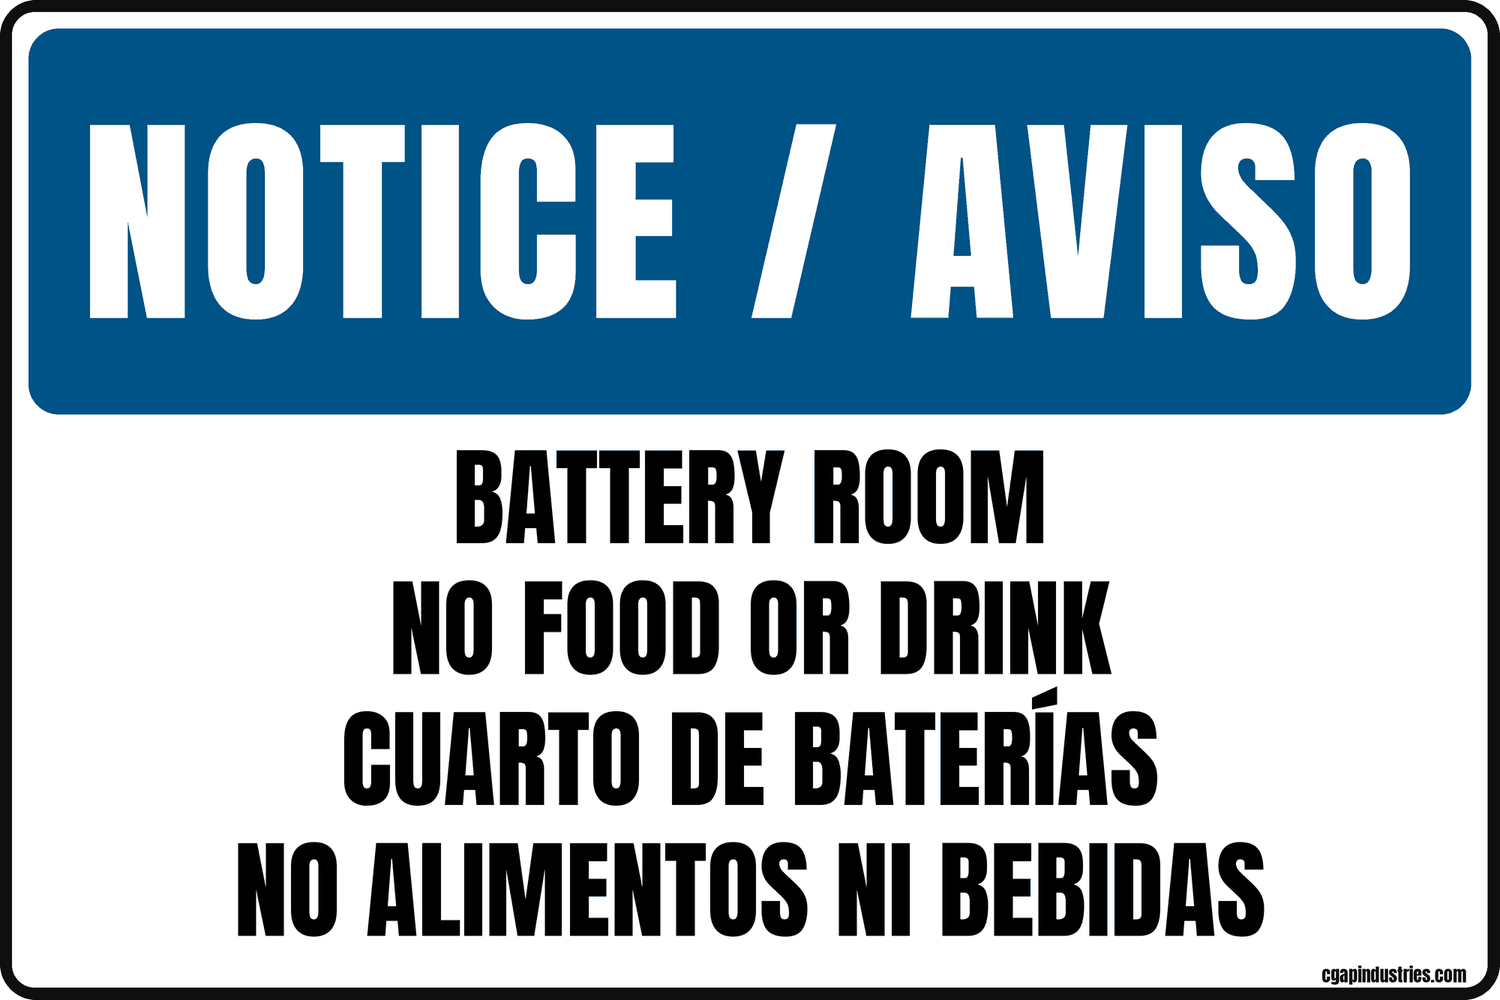 NOTICE / AVISO
BATTERY ROOM
NO FOOD OR DRINK
CUARTO DE BATERÍAS
NO ALIMENTOS NI BEBIDAS
cgapindustries.com